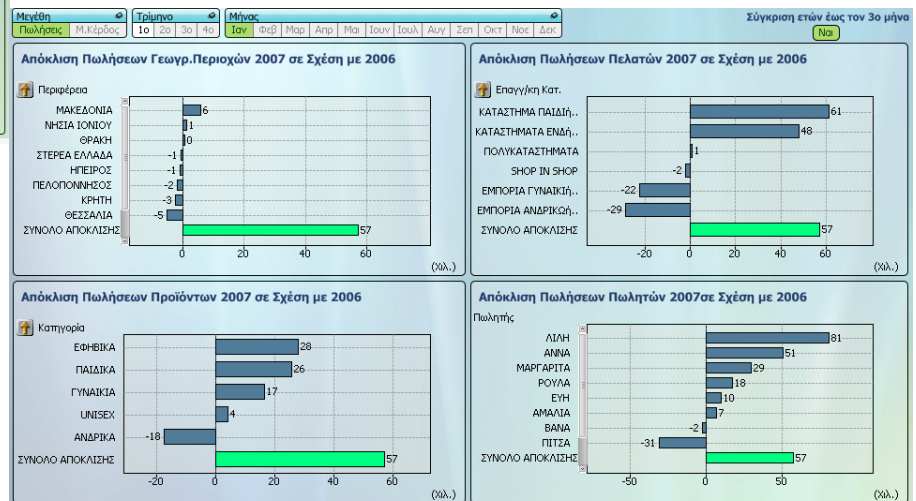 Μεγέθη
Πωλήσεις Μ.Κέρδος
Τρίμηνο
1ο 2ο 3ο 4ο
Μήνας
Ιαν Φεβ Μαρ Απρ Μαι Ιουν Ιουλ Αυγ Σεπ Οκτ Νοε Δεκ
Σύγκριση ετών έως τον 3ο μήνα
Ναι
Απόκλιση Πωλήσεων Γεωγρ.Περιοχών 2007 σε Σχέση με 2006
Περιφέρεια
ΜΑΚΕΔΟΝΙΑ 6
ΝΗΣΙΑ ΙΟΝΙΟΥ 1
ΘΡΑΚΗ 0
ΣΤΕΡΕΑ ΕΛΛΑΔΑ -1
ΗΠΕΙΡΟΣ -1
ΠΕΛΟΠΟΝΝΗΣΟΣ -2
ΚΡΗΤΗ -3
ΘΕΣΣΑΛΙΑ -5
ΣΥΝΟΛΟ ΑΠΟΚΛΙΣΗΣ 57
0 20 40 60
(Χιλ.)
Απόκλιση Πωλήσεων Πελατών 2007 σε Σχέση με 2006
Επαγγ/κη Κατ.
ΚΑΤΑΣΤΗΜΑ ΠΑΙΔΙή.. 61
ΚΑΤΑΣΤΗΜΑΤΑ ΕΝΔή.. 48
ΠΟΛΥΚΑΤΑΣΤΗΜΑΤΑ 1
SHOP IN SHOP -2
ΕΜΠΟΡΙΑ ΓΥΝΑΙΚΙή.. -22
ΕΜΠΟΡΙΑ ΑΝΔΡΙΚΩή.. -29
ΣΥΝΟΛΟ ΑΠΟΚΛΙΣΗΣ 57
-20 0 20 40 60
(Χιλ.)
Απόκλιση Πωλήσεων Προϊόντων 2007 σε Σχέση με 2006
Κατηγορία
ΕΦΗΒΙΚΑ 28
ΠΑΙΔΙΚΑ 26
ΓΥΝΑΙΚΙΑ 17
UNISEX 4
ΑΝΔΡΙΚΑ -18
ΣΥΝΟΛΟ ΑΠΟΚΛΙΣΗΣ 57
-20 0 20 40 60
(Χιλ.)
Απόκλιση Πωλήσεων Πωλητών 2007σε Σχέση με 2006
Πωλητής
ΛΙΛΗ 81
ΑΝΝΑ 51
ΜΑΡΓΑΡΙΤΑ 29
ΡΟΥΛΑ 18
ΕΥΗ 10
ΑΜΑΛΙΑ 7
ΒΑΝΑ -2
ΠΙΤΣΑ -31
ΣΥΝΟΛΟ ΑΠΟΚΛΙΣΗΣ 57
-50 0 50 100
(Χιλ.)